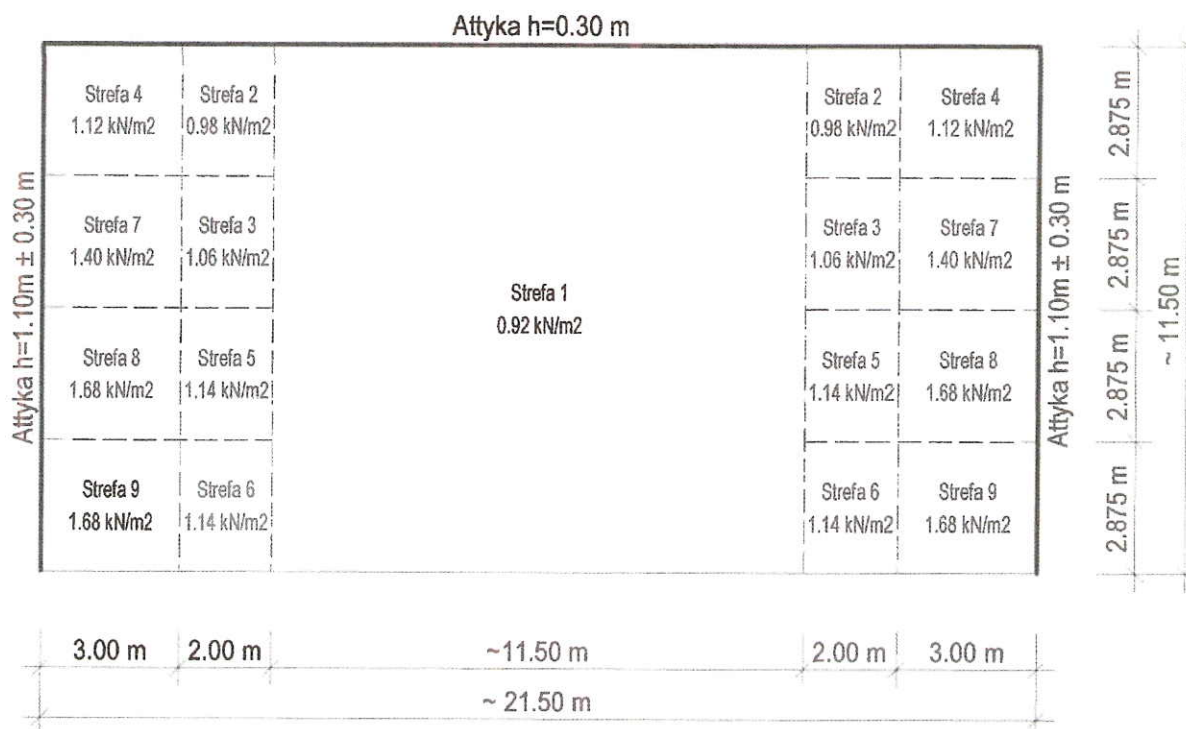 Attyka h=0.30 m
Strefa 4
1.12 kN/m2
Strefa 2
0.98 kN/m2
Strefa 2
0.98 kN/m2
Strefa 4
1.12 kN/m2
2.875 m
Attyka h=1.10m ± 0.30 m
Strefa 7
1.40 kN/m2
Strefa 3
1.06 kN/m2
Strefa 1
0.92 kN/m2
Strefa 3
1.06 kN/m2
Strefa 7
1.40 kN/m2
Attyka h=1.10m ± 0.30 m
2.875 m
~ 11.50 m
Strefa 8
1.68 kN/m2
Strefa 5
1.14 kN/m2
Strefa 5
1.14 kN/m2
Strefa 8
1.68 kN/m2
2.875 m
Strefa 9
1.68 kN/m2
Strefa 6
1.14 kN/m2
Strefa 6
1.14 kN/m2
Strefa 9
1.68 kN/m2
2.875 m
3.00 m
2.00 m
~11.50 m
2.00 m
3.00 m
~ 21.50 m